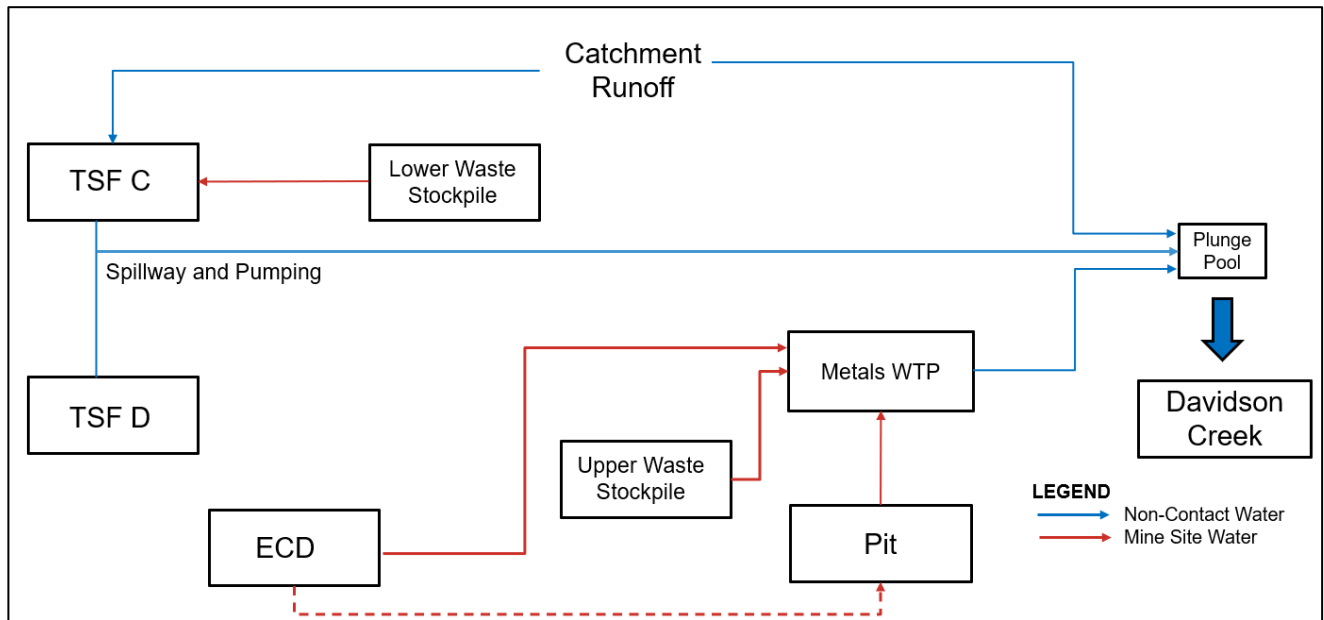 Catchment
Runoff
TSF C
Lower Waste
Stockpile
Plunge
Pool
Spillway and Pumping
Metals WTP
TSF D
Davidson
Creek
Upper Waste
Stockpile
LEGEND
Non-Contact Water
Mine Site Water
ECD
Pit